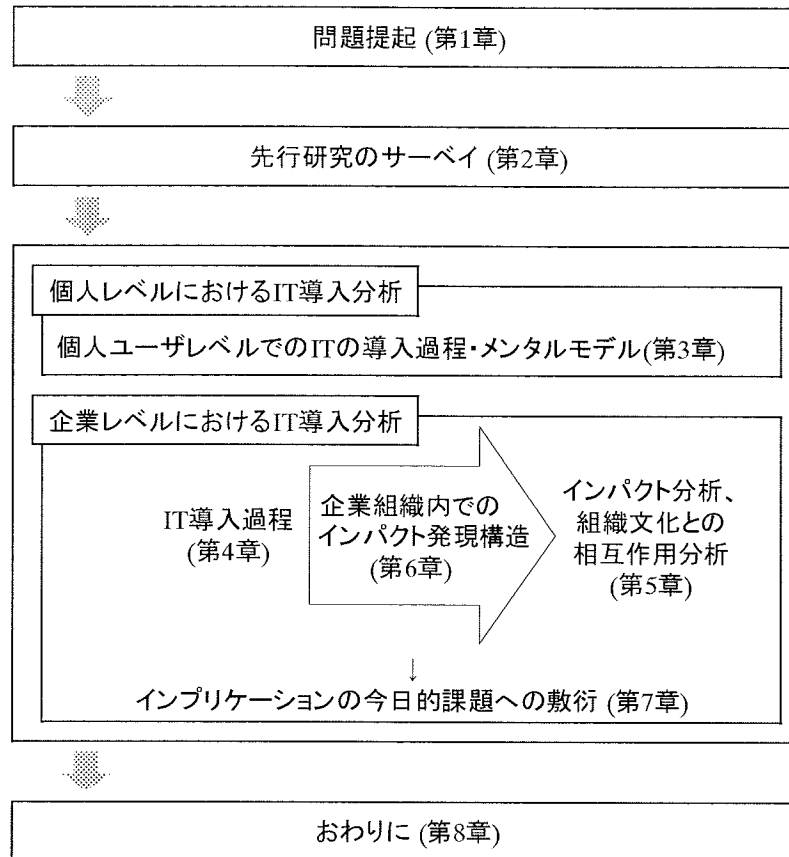 問題提起 (第1章)
先行研究のサーベイ (第2章)
個人レベルにおけるIT導入分析
個人ユーザレベルでのITの導入過程・メンタルモデル(第3章)
企業レベルにおけるIT導入分析
IT導入過程
(第4章)
企業組織内での
インパクト発現構造
(第6章)
インパクト分析、
組織文化との
相互作用分析
(第5章)
↓
インプリケーションの今日的課題への敷衍 (第7章)
おわりに (第8章)